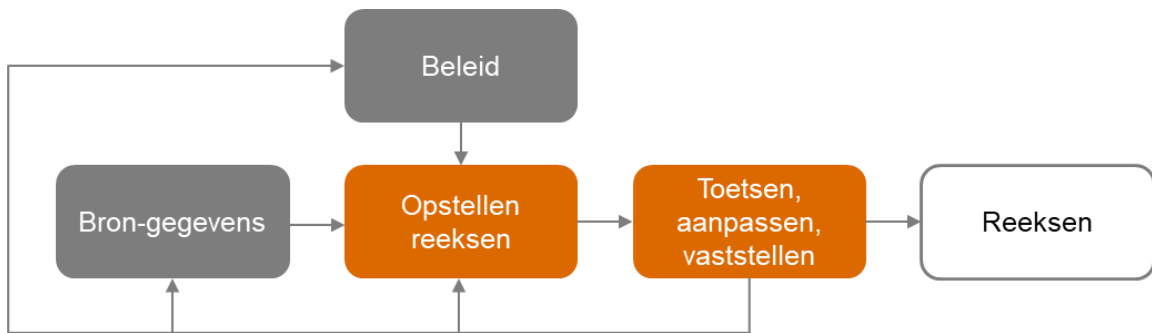 Beleid
Bron-gegevens
Opstellen
reeksen
Toetsen,
aanpassen,
vaststellen
Reeksen